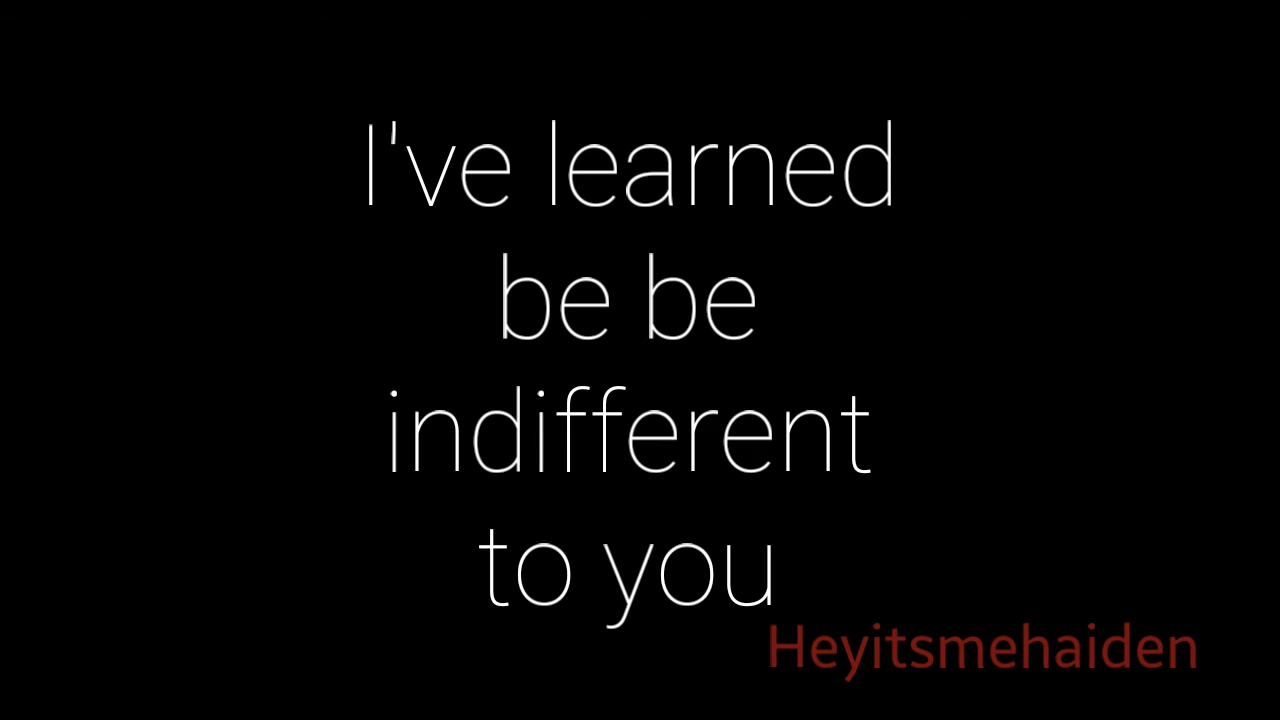 I've learned
be be
indifferent
to you
Heyitsmehaiden